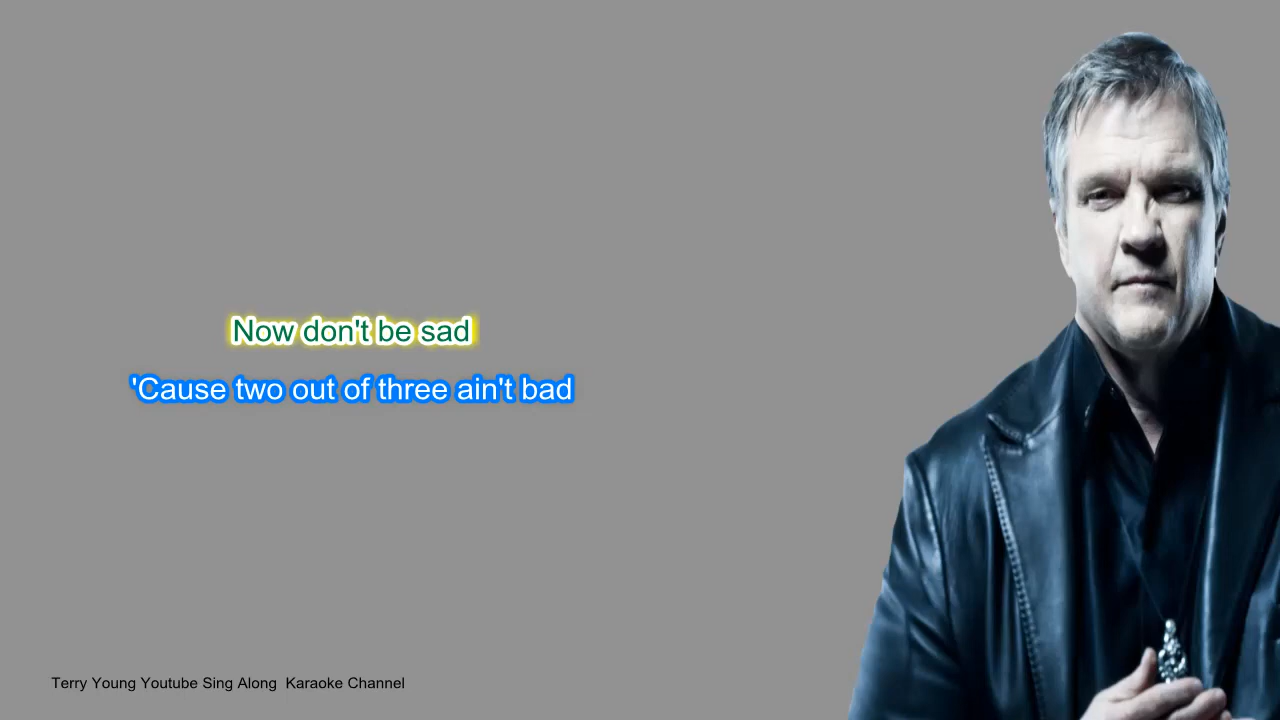 Now don't be sad
'Cause two out of three ain't bad
Terry Young Youtube Sing Along  Karaoke Channel